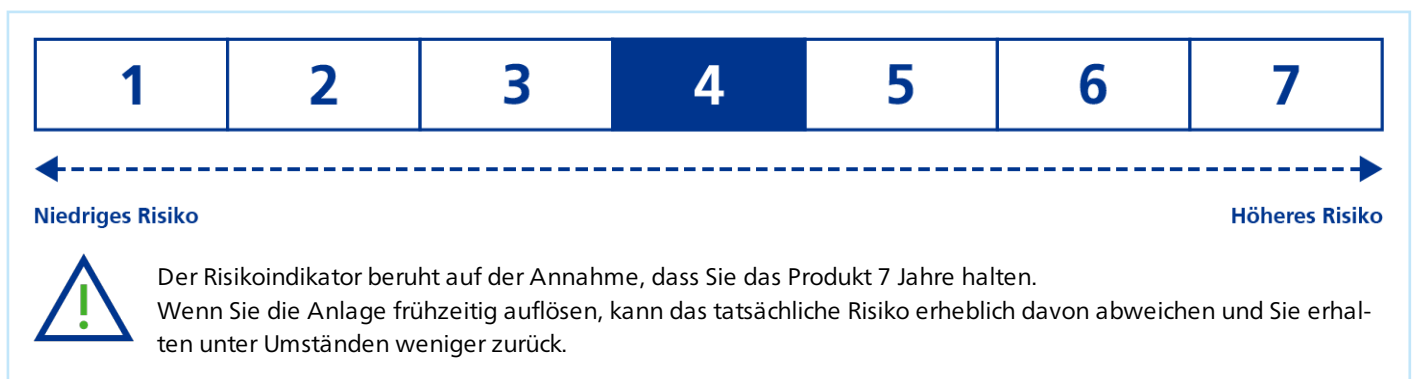 1 2 3 4 5 6 7
Niedriges Risiko Höheres Risiko
Der Risikoindikator beruht auf der Annahme, dass Sie das Produkt 7 Jahre halten.
Wenn Sie die Anlage frühzeitig auflösen, kann das tatsächliche Risiko erheblich davon abweichen und Sie erhal-
ten unter Umständen weniger zurück.